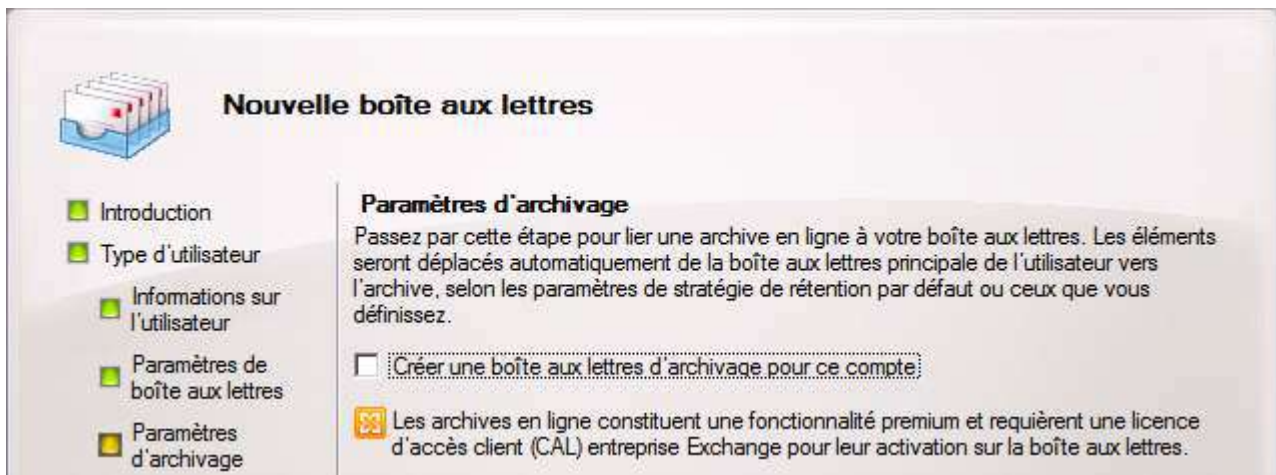 Nouvelle boîte aux lettres
Introduction
Type d'utilisateur
Informations sur
l'utilisateur
Paramètres de
boîte aux lettres
Paramètres
d'archivage
Paramètres d'archivage
Passez par cette étape pour lier une archive en ligne à votre boîte aux lettres. Les éléments
seront déplacés automatiquement de la boîte aux lettres principale de l'utilisateur vers
l'archive, selon les paramètres de stratégie de rétention par défaut ou ceux que vous
définissez.
Créer une boîte aux lettres d'archivage pour ce compte
Les archives en ligne constituent une fonctionnalité premium et requièrent une licence
d'accès client (CAL) entreprise Exchange pour leur activation sur la boîte aux lettres.